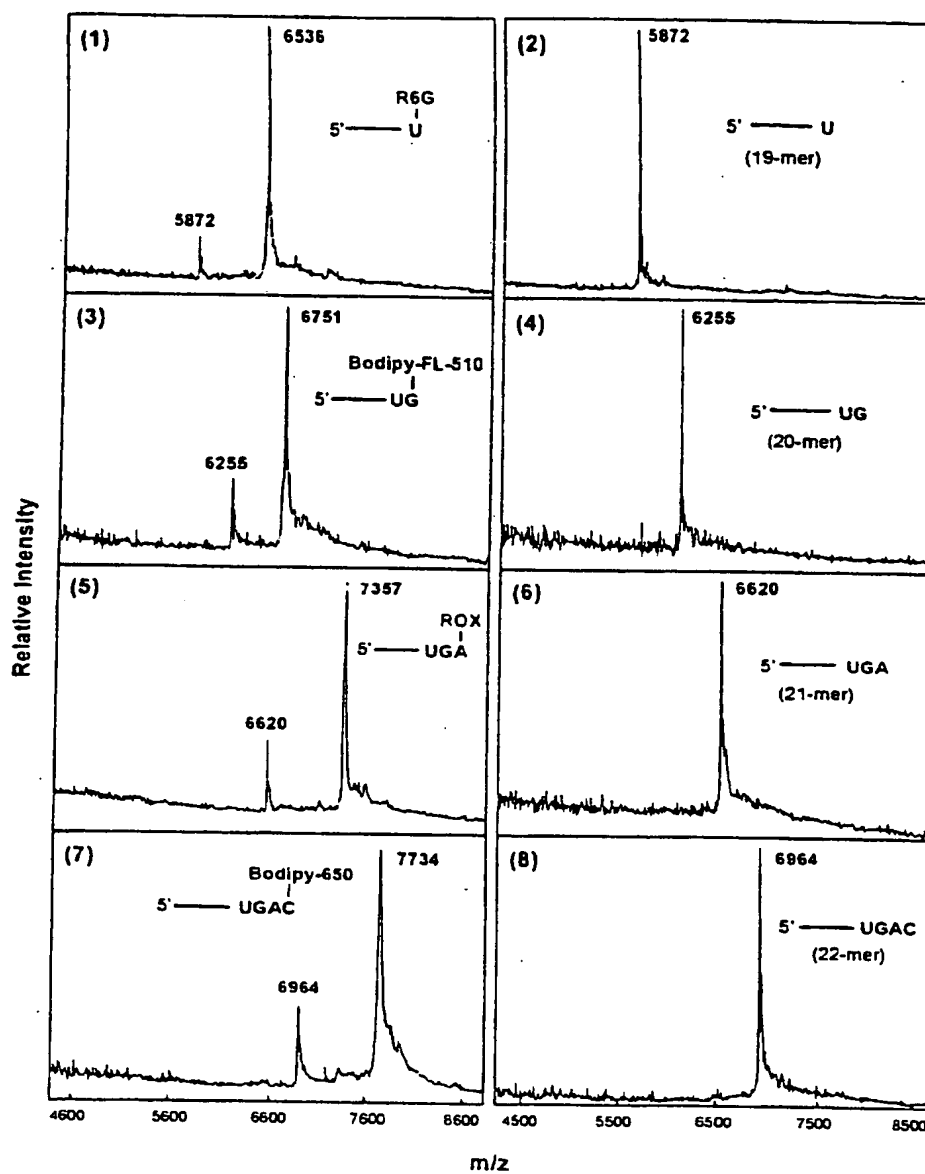 (1)
6536
R6G
5' U
5872
(2)
5872
5' U
(19-mer)
(3)
6751
Bodipy-FL-510
5' UG
6255
(4)
6255
5' UG
(20-mer)
(5)
7357
ROX
5' UGA
6620
(6)
6620
5' UGA
(21-mer)
(7)
7734
Bodipy-650
5' UGAC
6964
(8)
6964
5' UGAC
(22-mer)
Relative Intensity
4600 5600 6600 7600 8600
4500 5500 6500 7500 8500
m/z